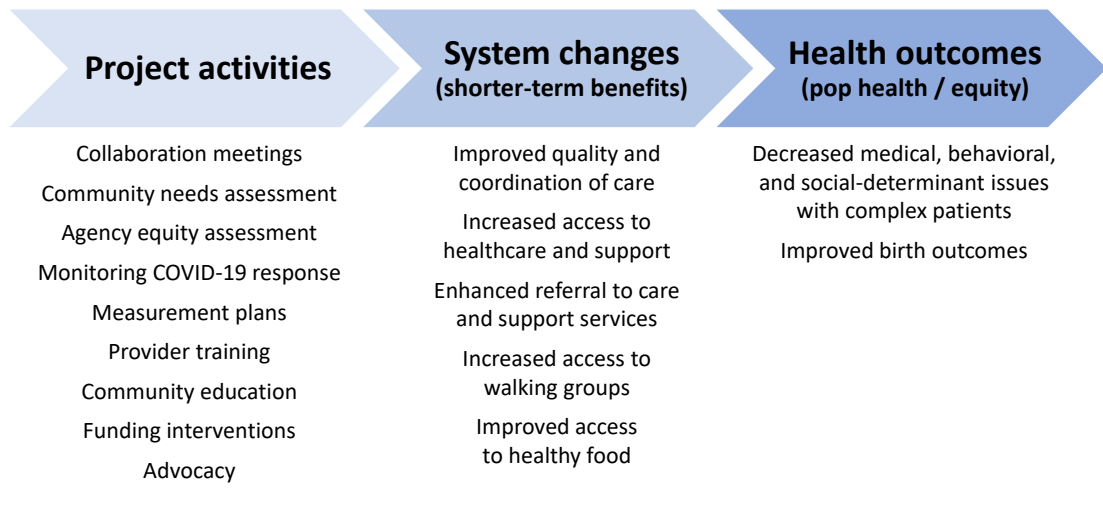 Project activities
Collaboration meetings
Community needs assessment
Agency equity assessment
Monitoring COVID-19 response
Measurement plans
Provider training
Community education
Funding interventions
Advocacy
System changes
(shorter-term benefits)
Improved quality and
coordination of care
Increased access to
healthcare and support
Enhanced referral to care
and support services
Increased access to
walking groups
Improved access
to healthy food
Health outcomes
(pop health / equity)
Decreased medical, behavioral,
and social-determinant issues
with complex patients
Improved birth outcomes